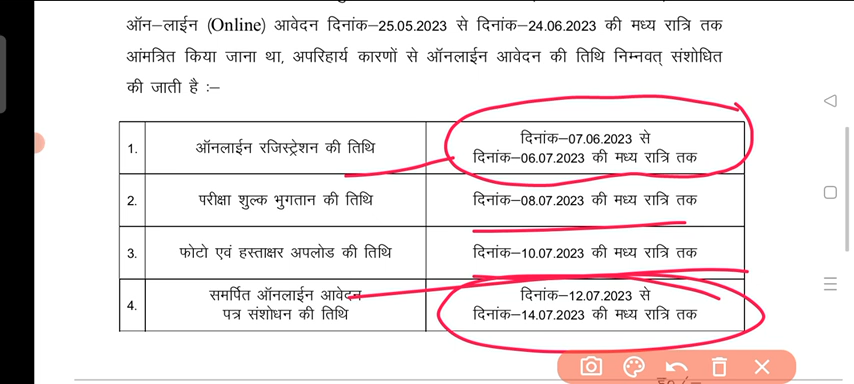 ऑन–लाईन (Online) आवेदन दिनांक–25.05.2023 से दिनांक–24.06.2023 की मध्य रात्रि तक
आंमत्रित किया जाना था, अपरिहार्य कारणों से ऑनलाईन आवेदन की तिथि निम्नवत् संशोधित
की जाती है :–
1. ऑनलाईन रजिस्ट्रेशन की तिथि
दिनांक–07.06.2023 से
दिनांक–06.07.2023 की मध्य रात्रि तक
2. परीक्षा शुल्क भुगतान की तिथि
दिनांक–08.07.2023 की मध्य रात्रि तक
3. फोटो एवं हस्ताक्षर अपलोड की तिथि
दिनांक–10.07.2023 की मध्य रात्रि तक
4. समर्पित ऑनलाईन आवेदन
पत्र संशोधन की तिथि
दिनांक–12.07.2023 से
दिनांक–14.07.2023 की मध्य रात्रि तक